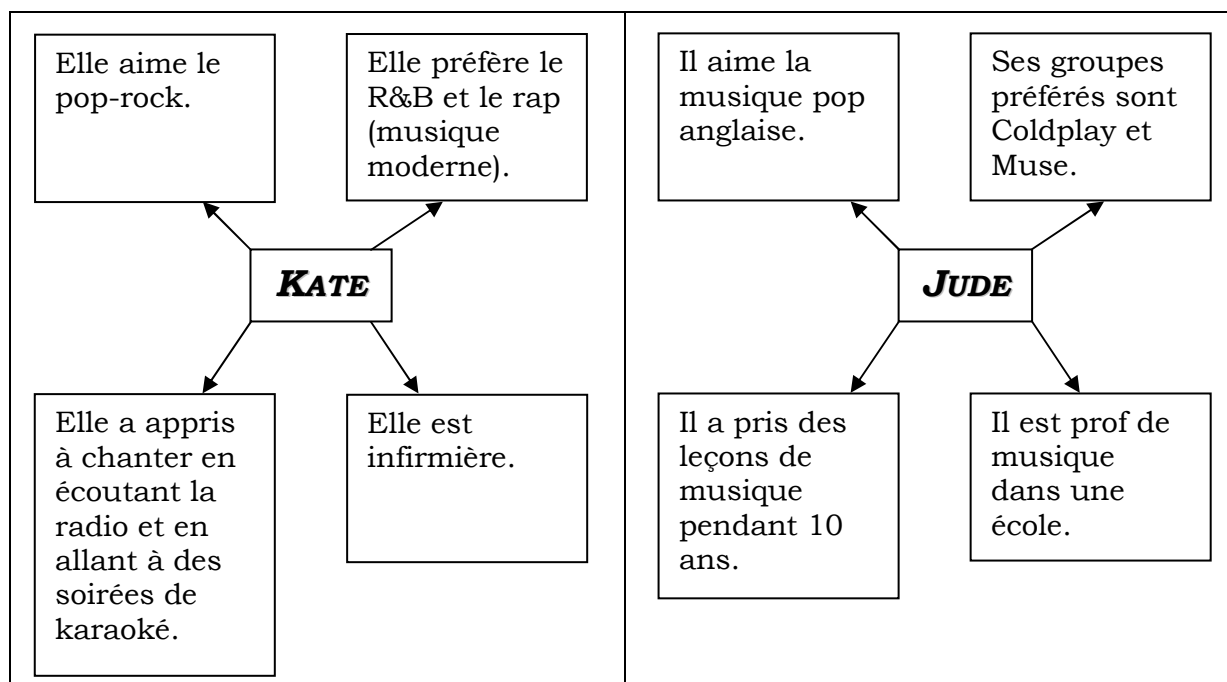 Elle aime le
pop-rock.
Elle préfère le
R&B et le rap
(musique
moderne).
KATE
Elle a appris
à chanter en
écoutant la
radio et en
allant à des
soirées de
karaoké.
Elle est
infirmière.
Il aime la
musique pop
anglaise.
Ses groupes
préférés sont
Coldplay et
Muse.
JUDE
Il a pris des
leçons de
musique
pendant 10
ans.
Il est prof de
musique
dans une
école.